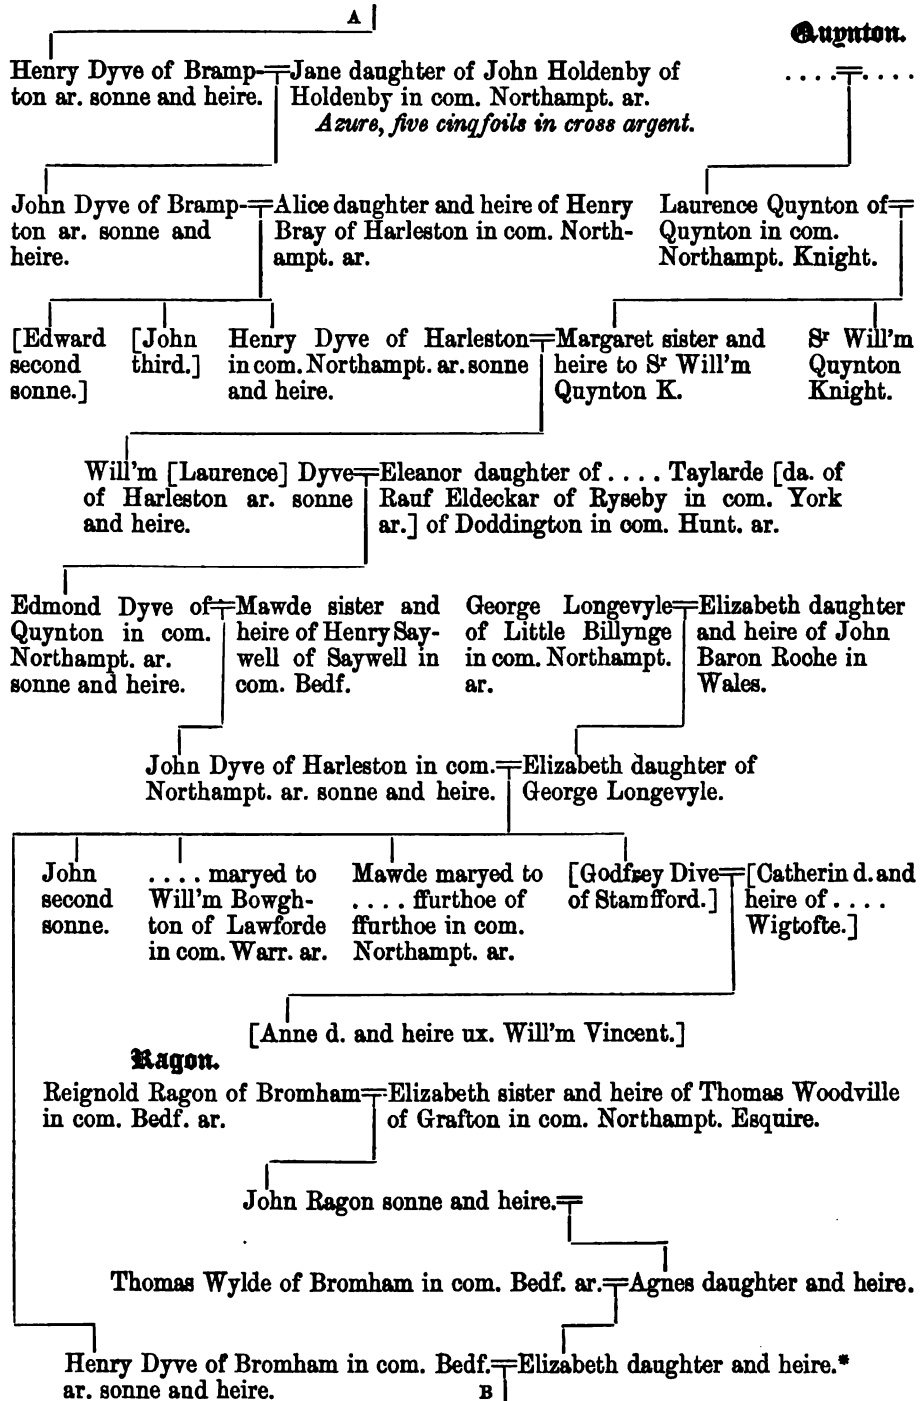 A
Quynton.
Henry Dyve of Bramp-
ton ar. sonne and heire.
Jane daughter of John Holdenby of
Holdenby in com. Northampt. ar.
Azure, five cinqfoils in cross argent.
. . . . . . . .
John Dyve of Bramp-
ton ar. sonne and
heire.
Alice daughter and heire of Henry
Bray of Harleston in com. North-
ampt. ar.
Laurence Quynton of
Quynton in com.
Northampt. Knight.
[Edward
second
sonne.]
[John
third.]
Henry Dyve of Harleston
in com. Northampt. ar. sonne
and heire.
Margaret sister and
heire to Sr Will'm
Quynton K.
Sr Will'm
Quynton
Knight.
Will'm [Laurence] Dyve
of Harleston ar. sonne
and heire.
Eleanor daughter of . . . . Taylarde [da. of
Rauf Eldeckar of Ryseby in com. York
ar.] of Doddington in com. Hunt. ar.
Edmond Dyve of
Quynton in com.
Northampt. ar.
sonne and heire.
Mawde sister and
heire of Henry Say-
well of Saywell in
com. Bedf.
George Longevyle
of Little Billynge
in com. Northampt.
ar.
Elizabeth daughter
and heire of John
Baron Roche in
Wales.
John Dyve of Harleston in com.
Northampt. ar. sonne and heire.
Elizabeth daughter of
George Longevyle.
John
second
sonne.
. . . . maryed to
Will'm Bowgh-
ton of Lawforde
in com. Warr. ar.
Mawde maryed to
. . . . ffurthoe of
ffurthoe in com.
Northampt. ar.
[Godfrey Dive
of Stamfford.]
[Catherin d. and
heire of . . . .
Wigtofte.]
[Anne d. and heire ux. Will'm Vincent.]
Ragon.
Reignold Ragon of Bromham
in com. Bedf. ar.
Elizabeth sister and heire of Thomas Woodville
of Grafton in com. Northampt. Esquire.
John Ragon sonne and heire.
Thomas Wylde of Bromham in com. Bedf. ar.
Agnes daughter and heire.
Henry Dyve of Bromham in com. Bedf.
ar. sonne and heire.
Elizabeth daughter and heire.*
B